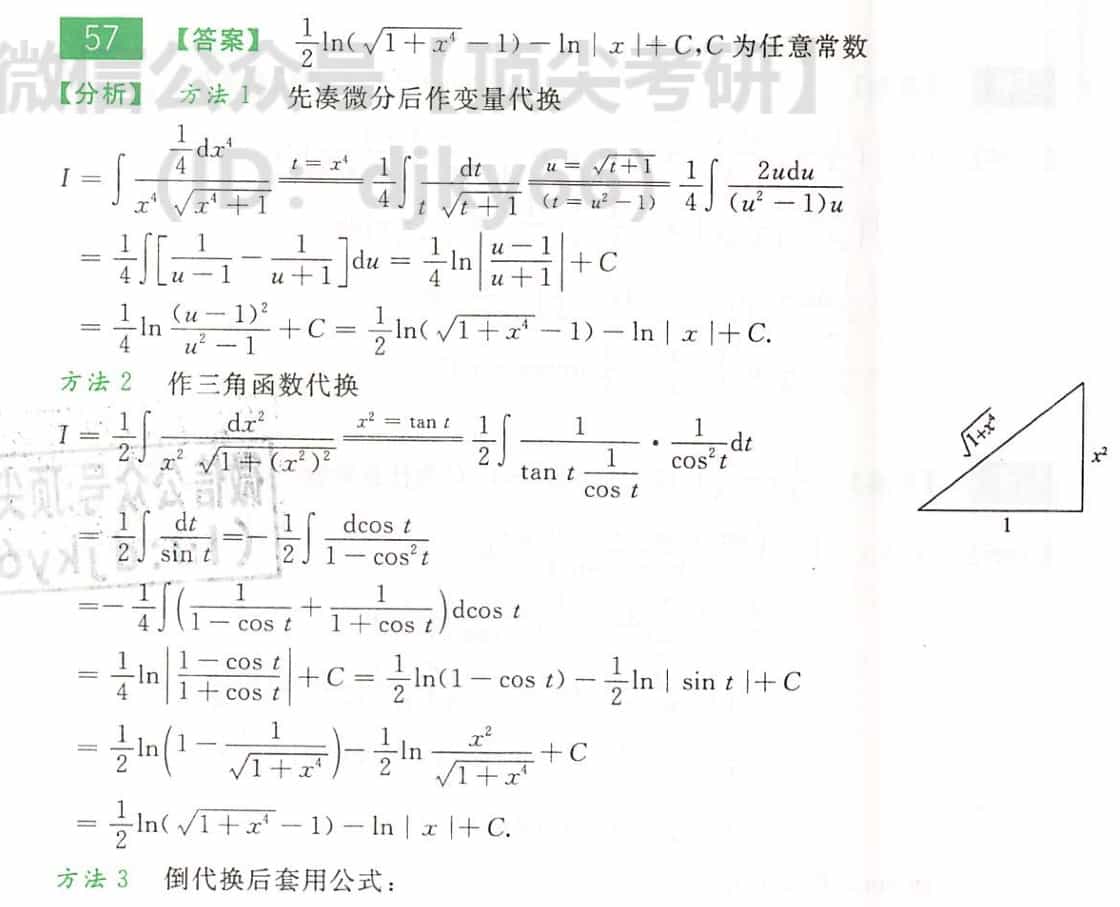 57 【答案】 $\frac{1}{2}\ln(\sqrt{1+x^4}-1)-\ln|x|+C$, C 为任意常数
微信公众号【顶尖考研】
【分析】 方法 1 先凑微分后作变量代换
(ID: djky66)
$I=\int\frac{\frac{1}{4}dx^4}{x^4\sqrt{x^4+1}}\xlongequal{t=x^4}\frac{1}{4}\int\frac{dt}{t\sqrt{t+1}}\xlongequal[(t=u^2-1)]{u=\sqrt{t+1}}\frac{1}{4}\int\frac{2udu}{(u^2-1)u}$
$=\frac{1}{4}\int\left[\frac{1}{u-1}-\frac{1}{u+1}\right]du=\frac{1}{4}\ln\left|\frac{u-1}{u+1}\right|+C$
$=\frac{1}{4}\ln\frac{(u-1)^2}{u^2-1}+C=\frac{1}{2}\ln(\sqrt{1+x^4}-1)-\ln|x|+C.$
方法 2 作三角函数代换
$I=\frac{1}{2}\int\frac{dx^2}{x^2\sqrt{1+(x^2)^2}}\xlongequal{x^2=\tan t}\frac{1}{2}\int\frac{1}{\tan t\frac{1}{\cos t}}\cdot\frac{1}{\cos^2 t}dt$
$\sqrt{1+x^4}$
$x^2$
1
$=\frac{1}{2}\int\frac{dt}{\sin t}=-\frac{1}{2}\int\frac{d\cos t}{1-\cos^2 t}$
$=-\frac{1}{4}\int\left(\frac{1}{1-\cos t}+\frac{1}{1+\cos t}\right)d\cos t$
$=\frac{1}{4}\ln\left|\frac{1-\cos t}{1+\cos t}\right|+C=\frac{1}{2}\ln(1-\cos t)-\frac{1}{2}\ln|\sin t|+C$
$=\frac{1}{2}\ln\left(1-\frac{1}{\sqrt{1+x^4}}\right)-\frac{1}{2}\ln\frac{x^2}{\sqrt{1+x^4}}+C$
$=\frac{1}{2}\ln(\sqrt{1+x^4}-1)-\ln|x|+C.$
方法 3 倒代换后套用公式：